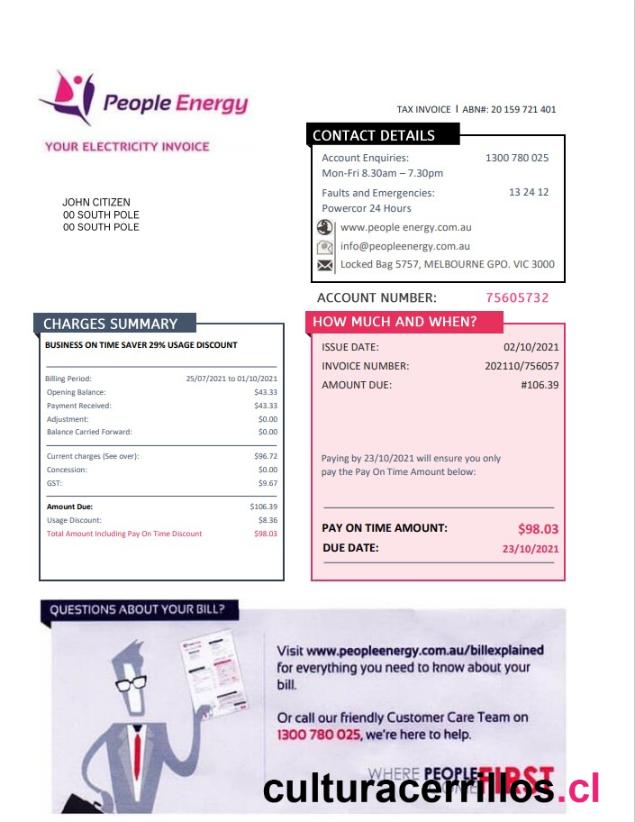 People Energy
TAX INVOICE | ABN#: 20 159 721 401
YOUR ELECTRICITY INVOICE
CONTACT DETAILS
Account Enquiries: 1300 780 025
Mon-Fri 8.30am – 7.30pm
Faults and Emergencies: 13 24 12
Powercor 24 Hours
www.people energy.com.au
info@peopleenergy.com.au
Locked Bag 5757, MELBOURNE GPO. VIC 3000
JOHN CITIZEN
00 SOUTH POLE
00 SOUTH POLE
ACCOUNT NUMBER: 75605732
CHARGES SUMMARY
BUSINESS ON TIME SAVER 29% USAGE DISCOUNT
Billing Period: 25/07/2021 to 01/10/2021
Opening Balance: $43.33
Payment Received: $43.33
Adjustment: $0.00
Balance Carried Forward: $0.00
Current charges (See over): $96.72
Concession: $0.00
GST: $9.67
Amount Due: $106.39
Usage Discount: $8.36
Total Amount Including Pay On Time Discount $98.03
HOW MUCH AND WHEN?
ISSUE DATE: 02/10/2021
INVOICE NUMBER: 202110/756057
AMOUNT DUE: #106.39
Paying by 23/10/2021 will ensure you only
pay the Pay On Time Amount below:
PAY ON TIME AMOUNT: $98.03
DUE DATE: 23/10/2021
QUESTIONS ABOUT YOUR BILL?
Visit www.peopleenergy.com.au/billexplained
for everything you need to know about your
bill.
Or call our friendly Customer Care Team on
1300 780 025, we're here to help.
WHERE PEOPLE FIRST
culturacerrillos.cl